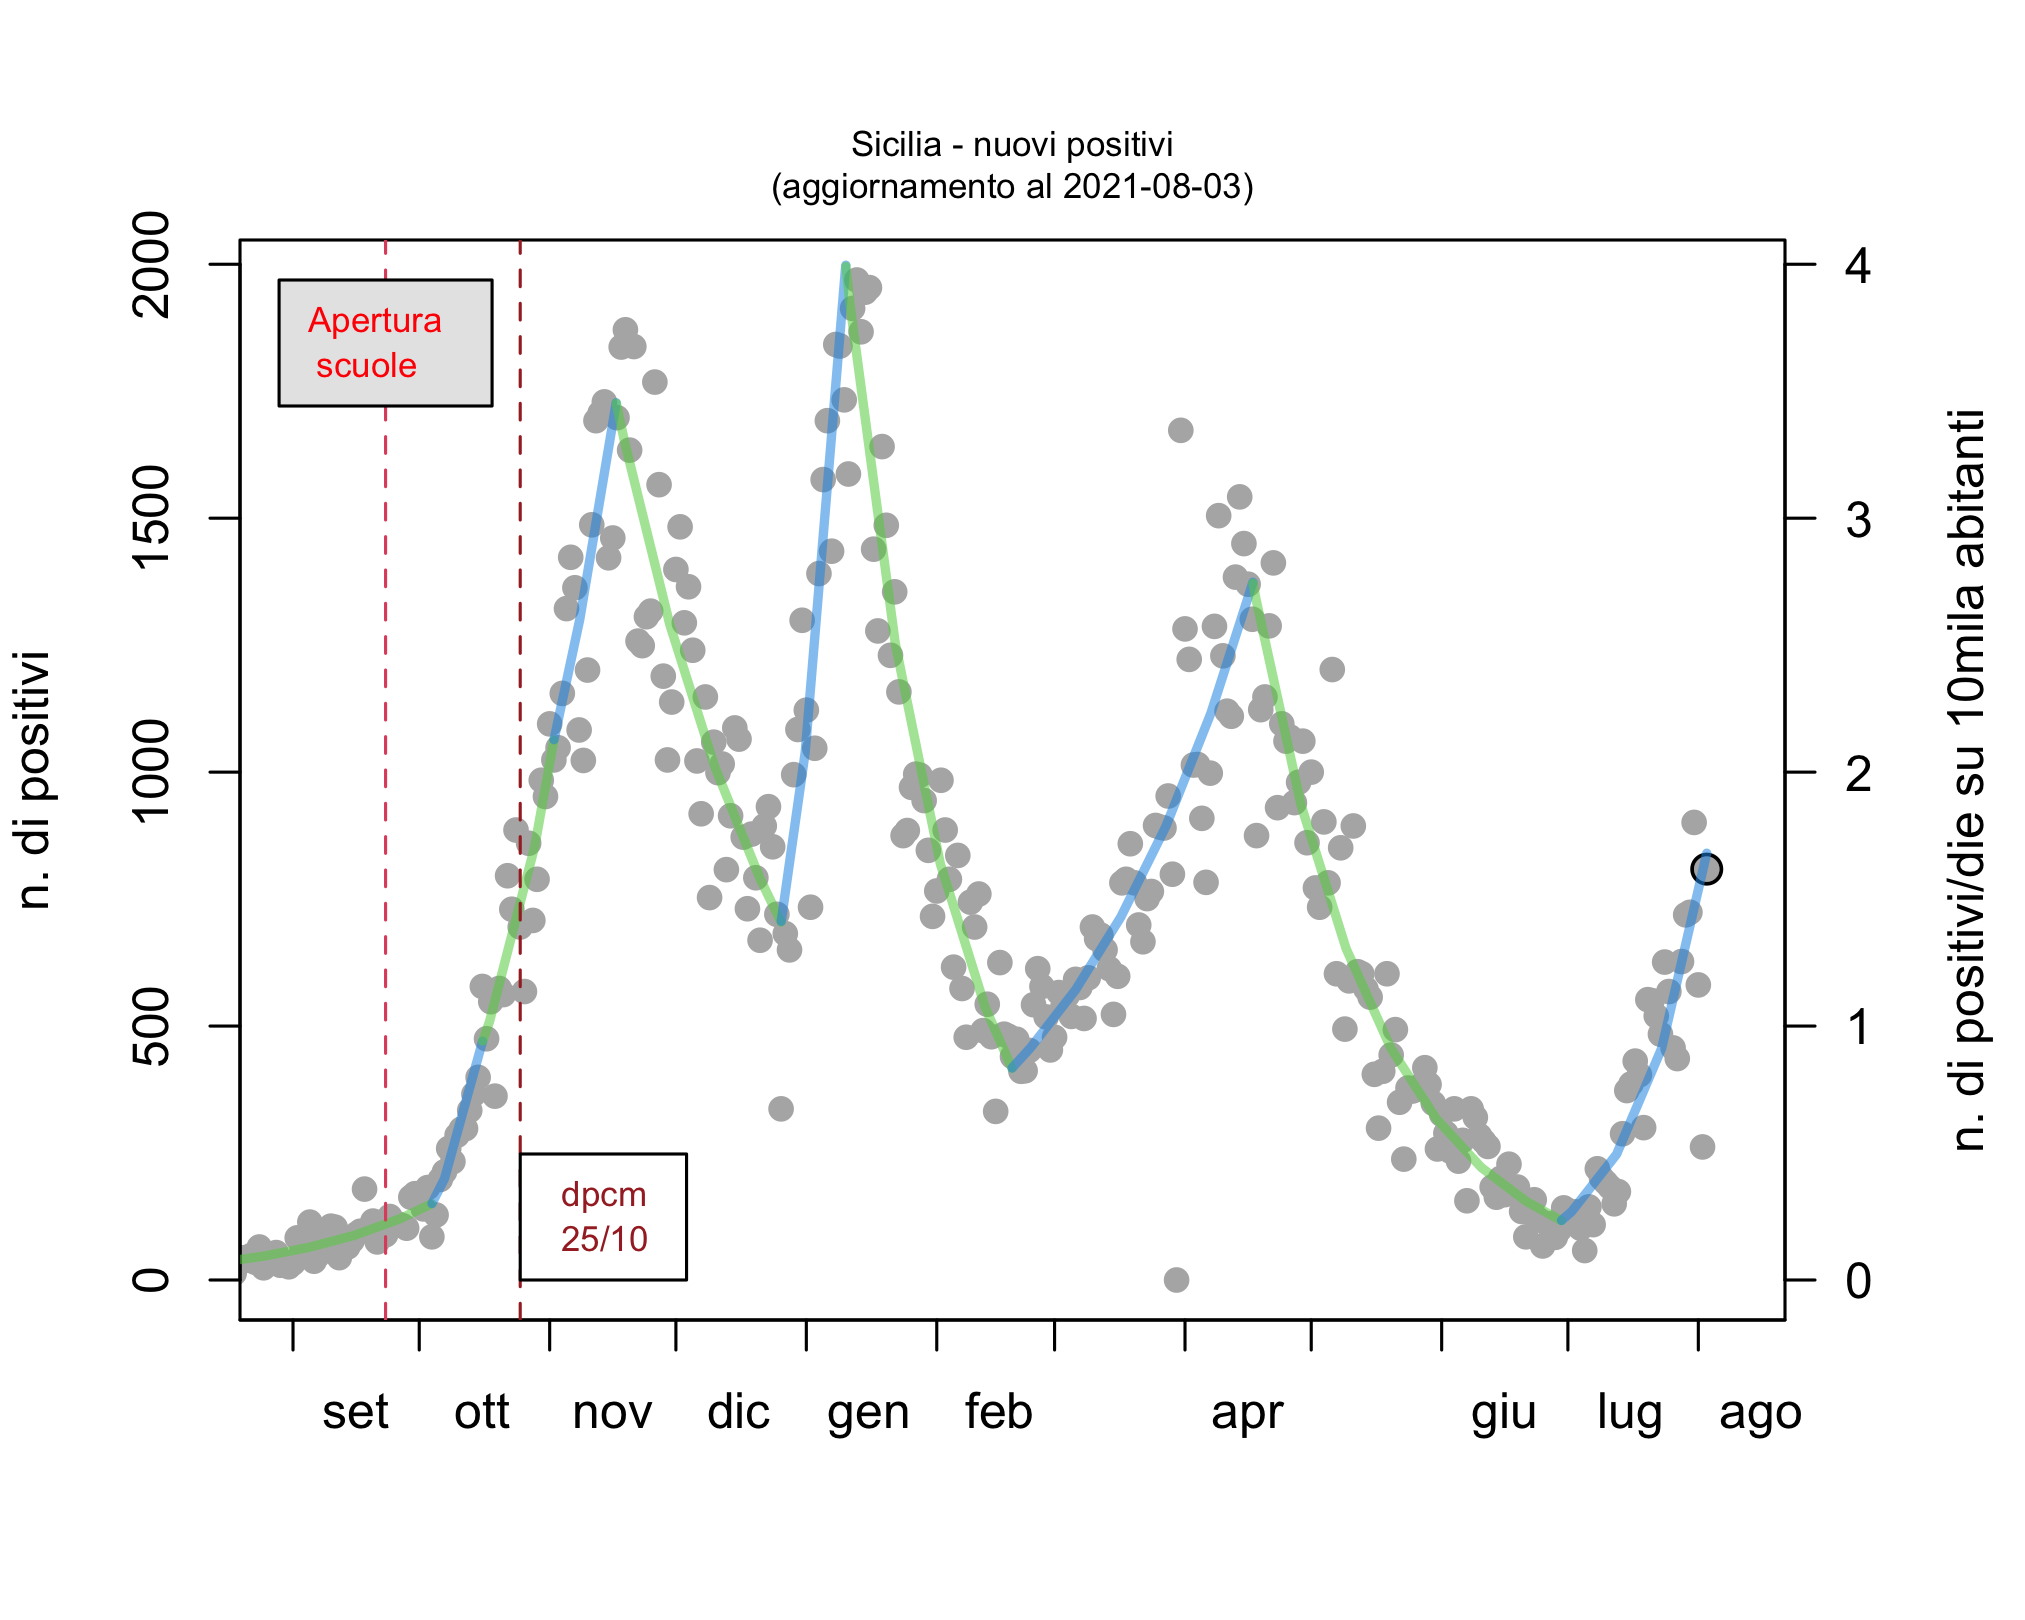 Sicilia - nuovi positivi
(aggiornamento al 2021-08-03)
n. di positivi
0
500
1000
1500
2000
Apertura
scuole
dpcm
25/10
0
1
2
3
4
n. di positivi/die su 10mila abitanti
set ott nov dic gen feb apr giu lug ago